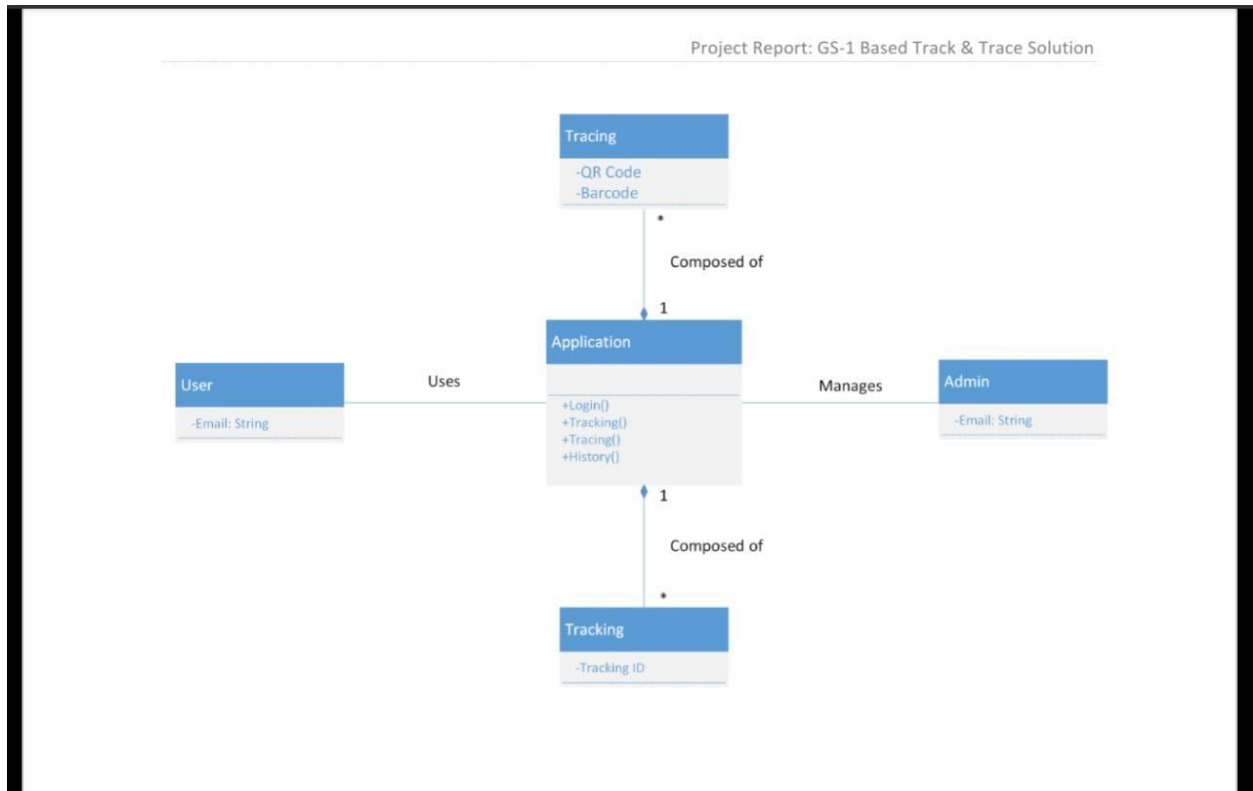 Project Report: GS-1 Based Track & Trace Solution
Tracing
-QR Code
-Barcode
*
Composed of
1
Application
+Login()
+Tracking()
+Tracing()
+History()
User
-Email: String
Uses
Manages
Admin
-Email: String
1
Composed of
*
Tracking
-Tracking ID